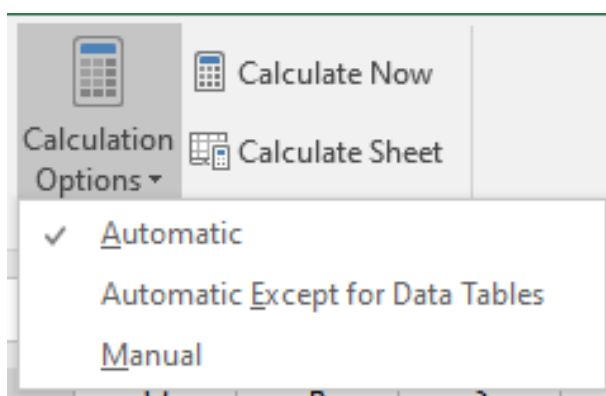 Calculation
Options
Calculate Now
Calculate Sheet
Automatic
Automatic Except for Data Tables
Manual